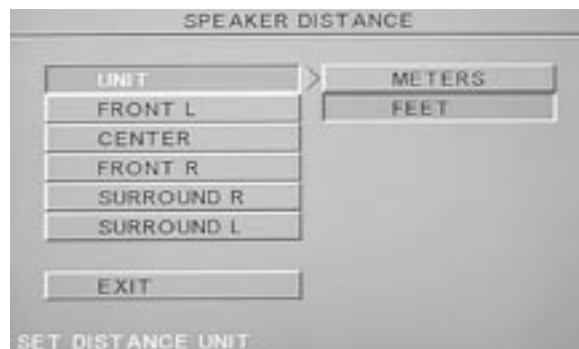 SPEAKER DISTANCE
UNIT > METERS
FRONT L FEET
CENTER
FRONT R
SURROUND R
SURROUND L
EXIT
SET DISTANCE UNIT